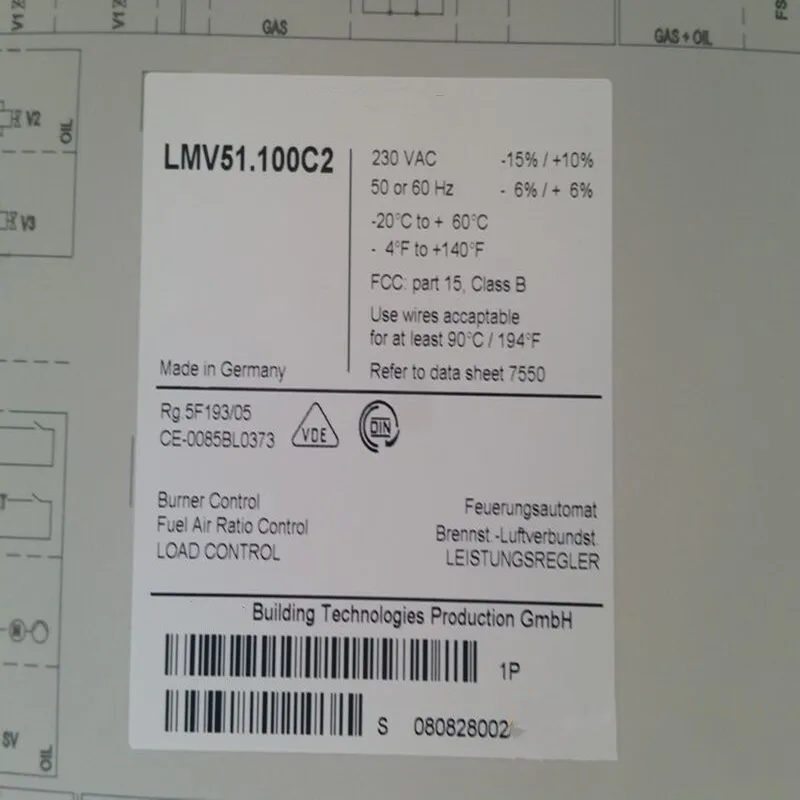 V1
V1
GAS
GAS + OIL
FS
V2
OIL
V3
LMV51.100C2
230 VAC -15% / +10%
50 or 60 Hz - 6% / + 6%
-20°C to + 60°C
- 4°F to +140°F
FCC: part 15, Class B
Use wires accaptable
for at least 90°C / 194°F
Made in Germany
Refer to data sheet 7550
Rg.5F193/05
CE-0085BL0373
VDE
DIN
Burner Control Feuerungsautomat
Fuel Air Ratio Control Brennst.-Luftverbundst.
LOAD CONTROL LEISTUNGSREGLER
Building Technologies Production GmbH
1P
S 080828002
M
SV
OIL